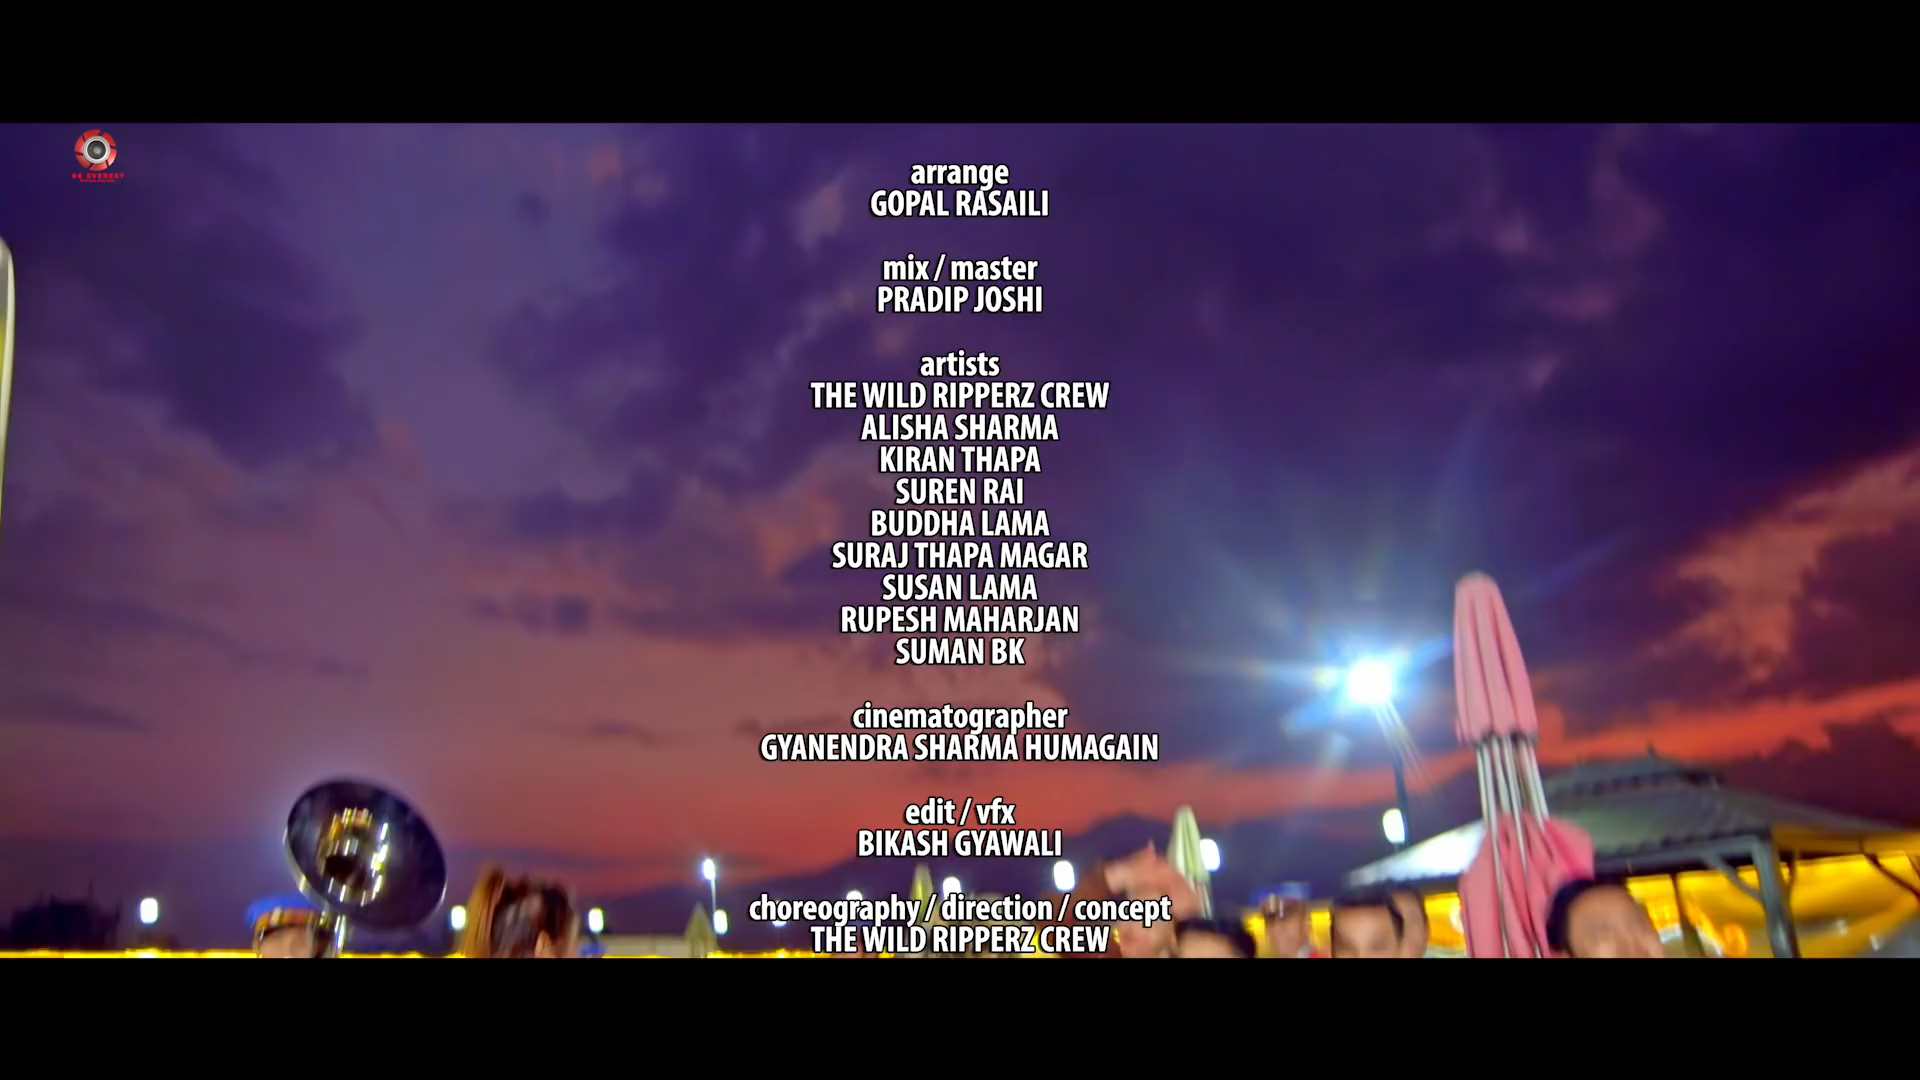 arrange
GOPAL RASAILI
mix / master
PRADIP JOSHI
artists
THE WILD RIPPERZ CREW
ALISHA SHARMA
KIRAN THAPA
SUREN RAI
BUDDHA LAMA
SURAJ THAPA MAGAR
SUSAN LAMA
RUPESH MAHARJAN
SUMAN BK
cinematographer
GYANENDRA SHARMA HUMAGAIN
edit / vfx
BIKASH GYAWALI
choreography / direction / concept
THE WILD RIPPERZ CREW